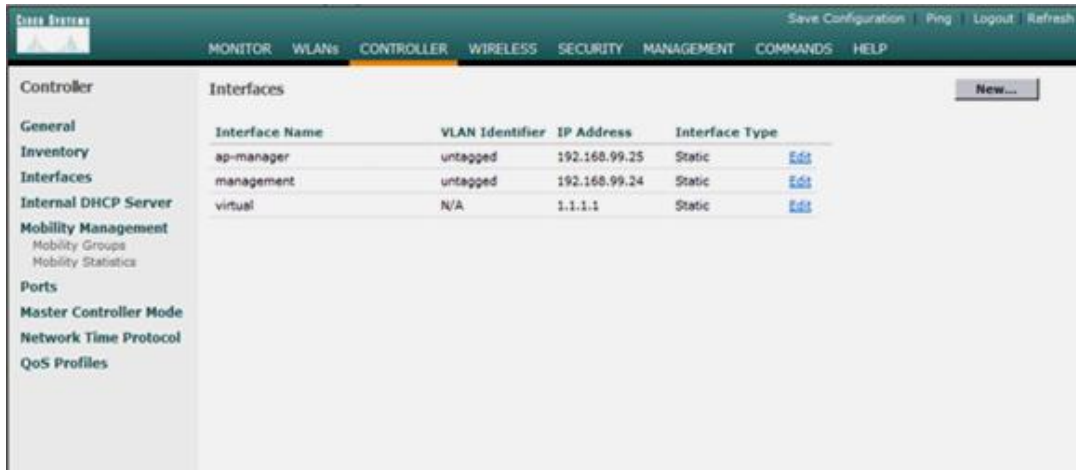 CISCO SYSTEMS
Save Configuration Ping Logout Refresh
MONITOR WLANs CONTROLLER WIRELESS SECURITY MANAGEMENT COMMANDS HELP
Controller
General
Inventory
Interfaces
Internal DHCP Server
Mobility Management
Mobility Groups
Mobility Statistics
Ports
Master Controller Mode
Network Time Protocol
QoS Profiles
Interfaces
New...
Interface Name VLAN Identifier IP Address Interface Type
ap-manager untagged 192.168.99.25 Static Edit
management untagged 192.168.99.24 Static Edit
virtual N/A 1.1.1.1 Static Edit